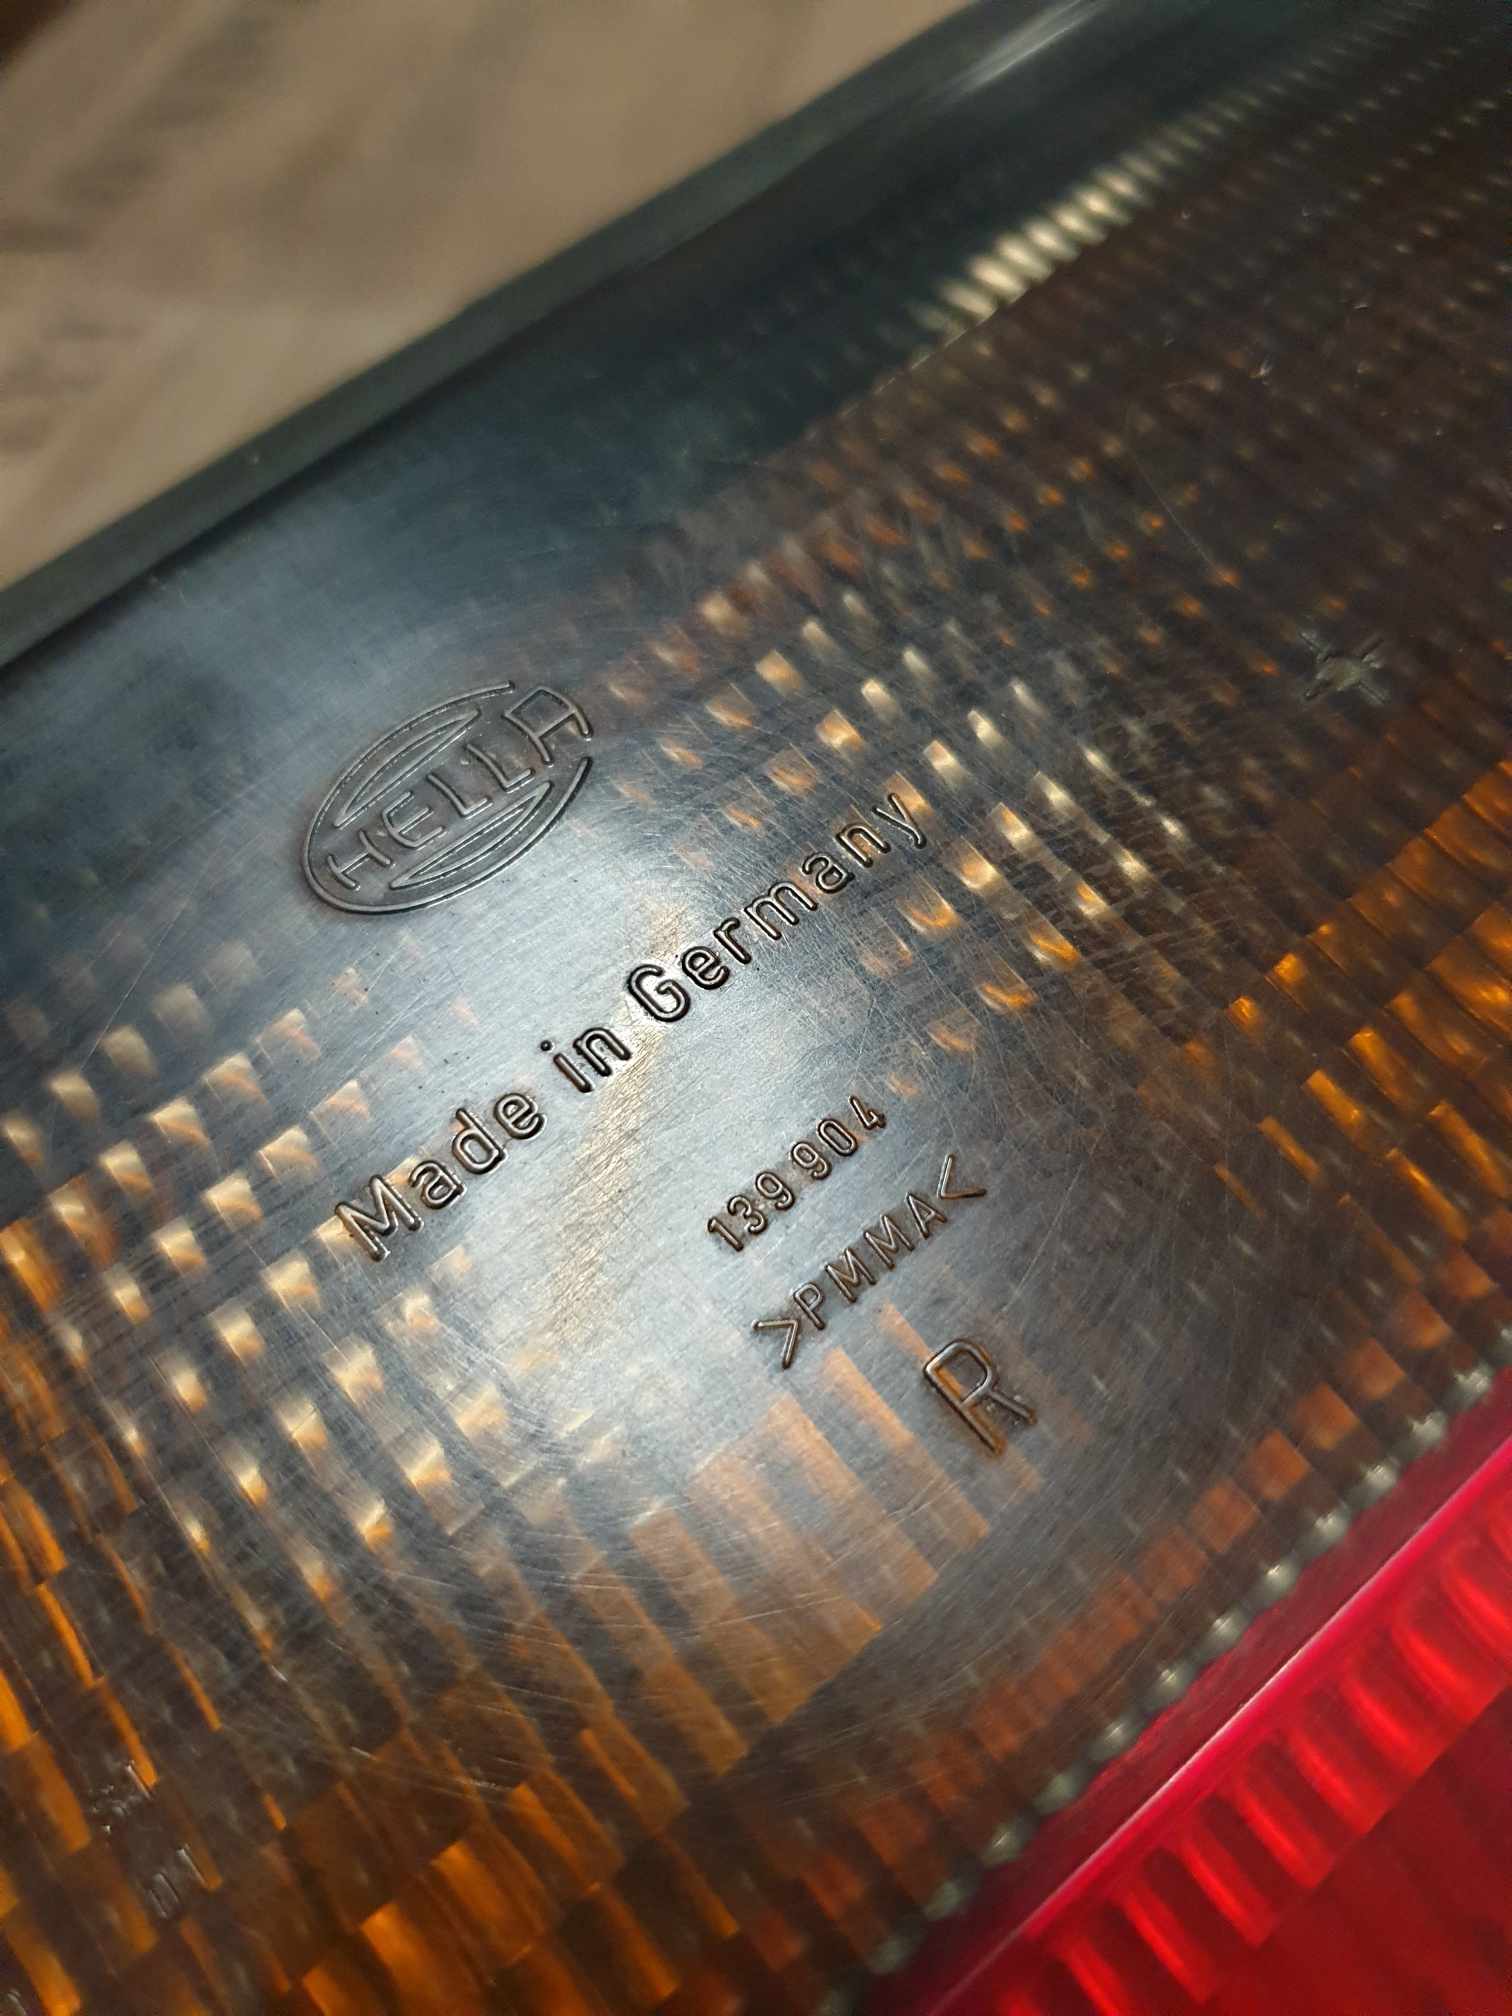 HELLA
Made in Germany
139 904
>PMMA<
R